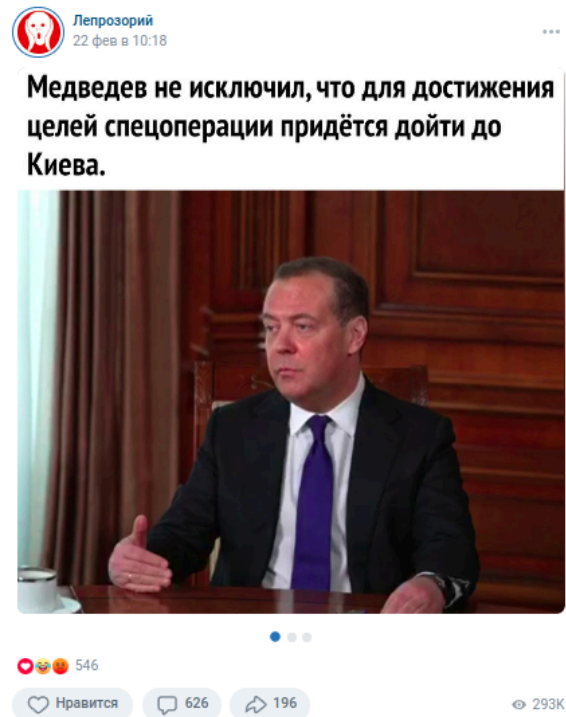 Лепрозорий
22 фев в 10:18
Медведев не исключил, что для достижения
целей спецоперации придётся дойти до
Киева.
546
Нравится
626
196
293K